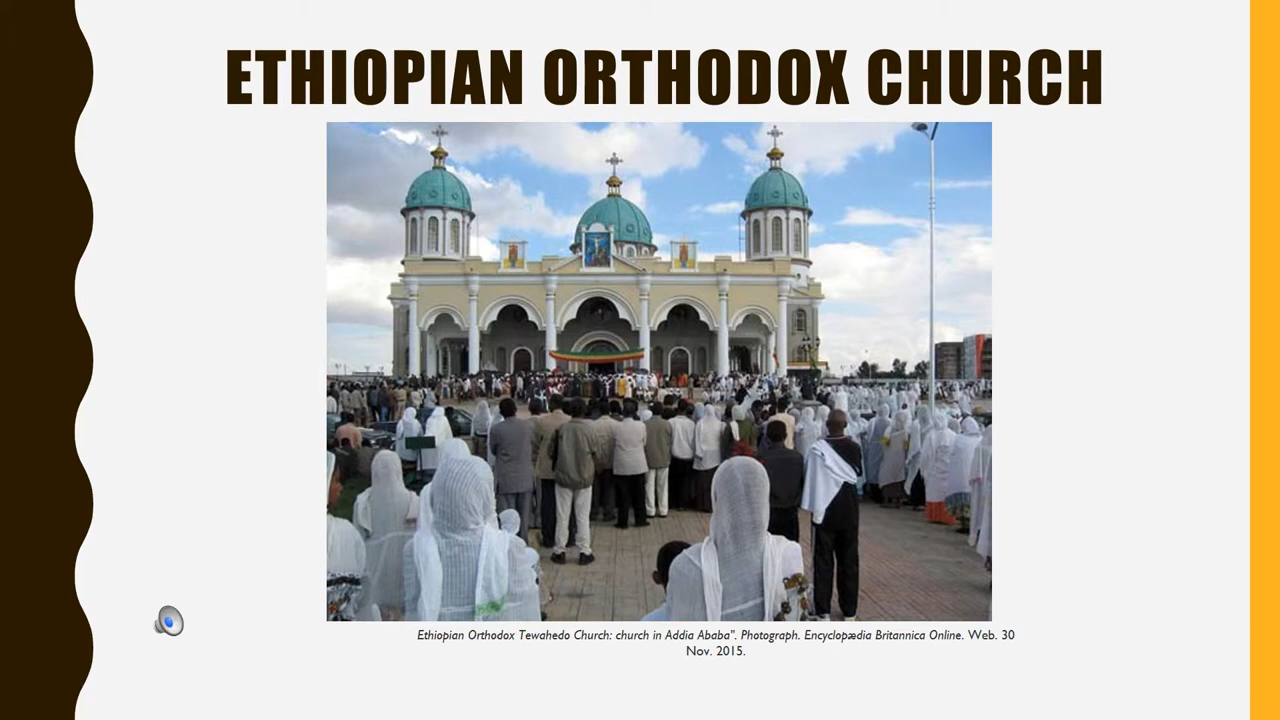 ETHIOPIAN ORTHODOX CHURCH
Ethiopian Orthodox Tewahedo Church: church in Addia Ababa". Photograph. Encyclopædia Britannica Online. Web. 30
Nov. 2015.